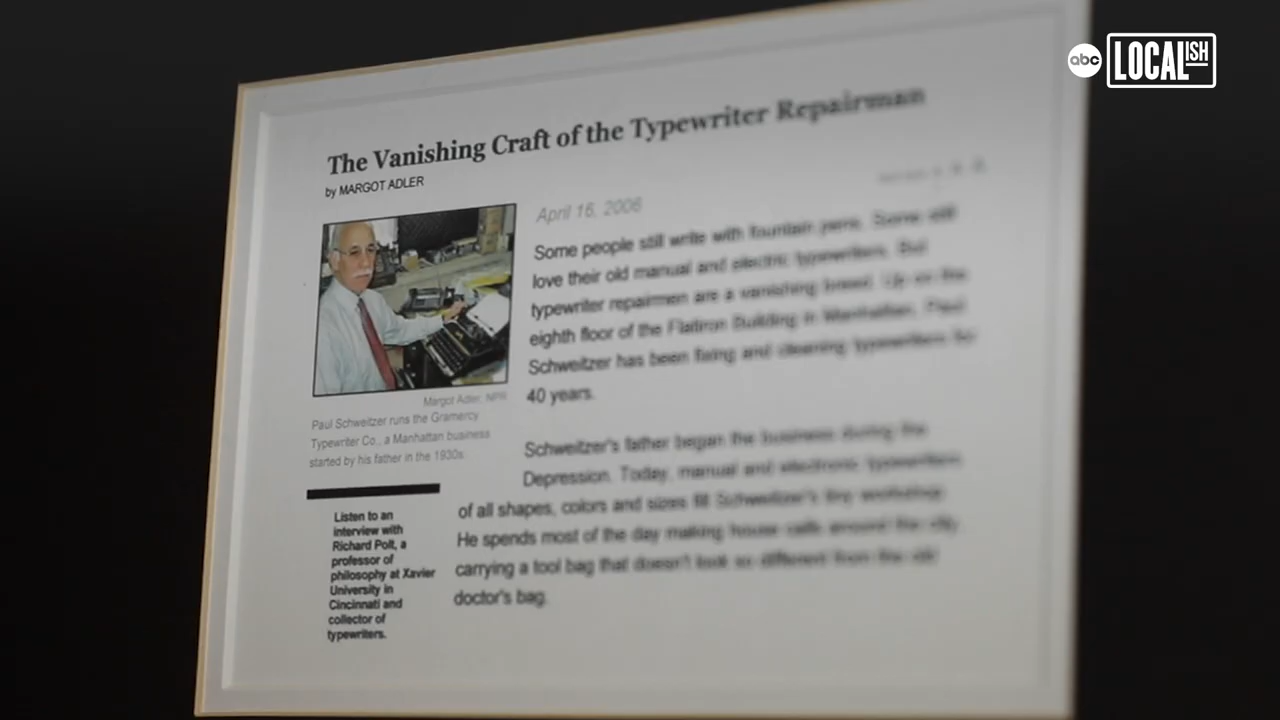 abc LOCALISH
The Vanishing Craft of the Typewriter Repairman
by MARGOT ADLER
April 16, 2006
Some people still write with fountain pens. Some still
love their old manual and electric typewriters. But
typewriter repairmen are a vanishing breed. Up on the
eighth floor of the Flatiron Building in Manhattan, Paul
Schweitzer has been fixing and cleaning typewriters for
40 years.
Margot Adler, NPR
Paul Schweitzer runs the Gramercy
Typewriter Co., a Manhattan business
started by his father in the 1930s.
Schweitzer's father began the business during the
Depression. Today, manual and electronic typewriters
of all shapes, colors and sizes fill Schweitzer's tiny workshop.
He spends most of the day making house calls around the city,
carrying a tool bag that doesn't look so different from the old
doctor's bag.
Listen to an
interview with
Richard Polt, a
professor of
philosophy at Xavier
University in
Cincinnati and
collector of
typewriters.